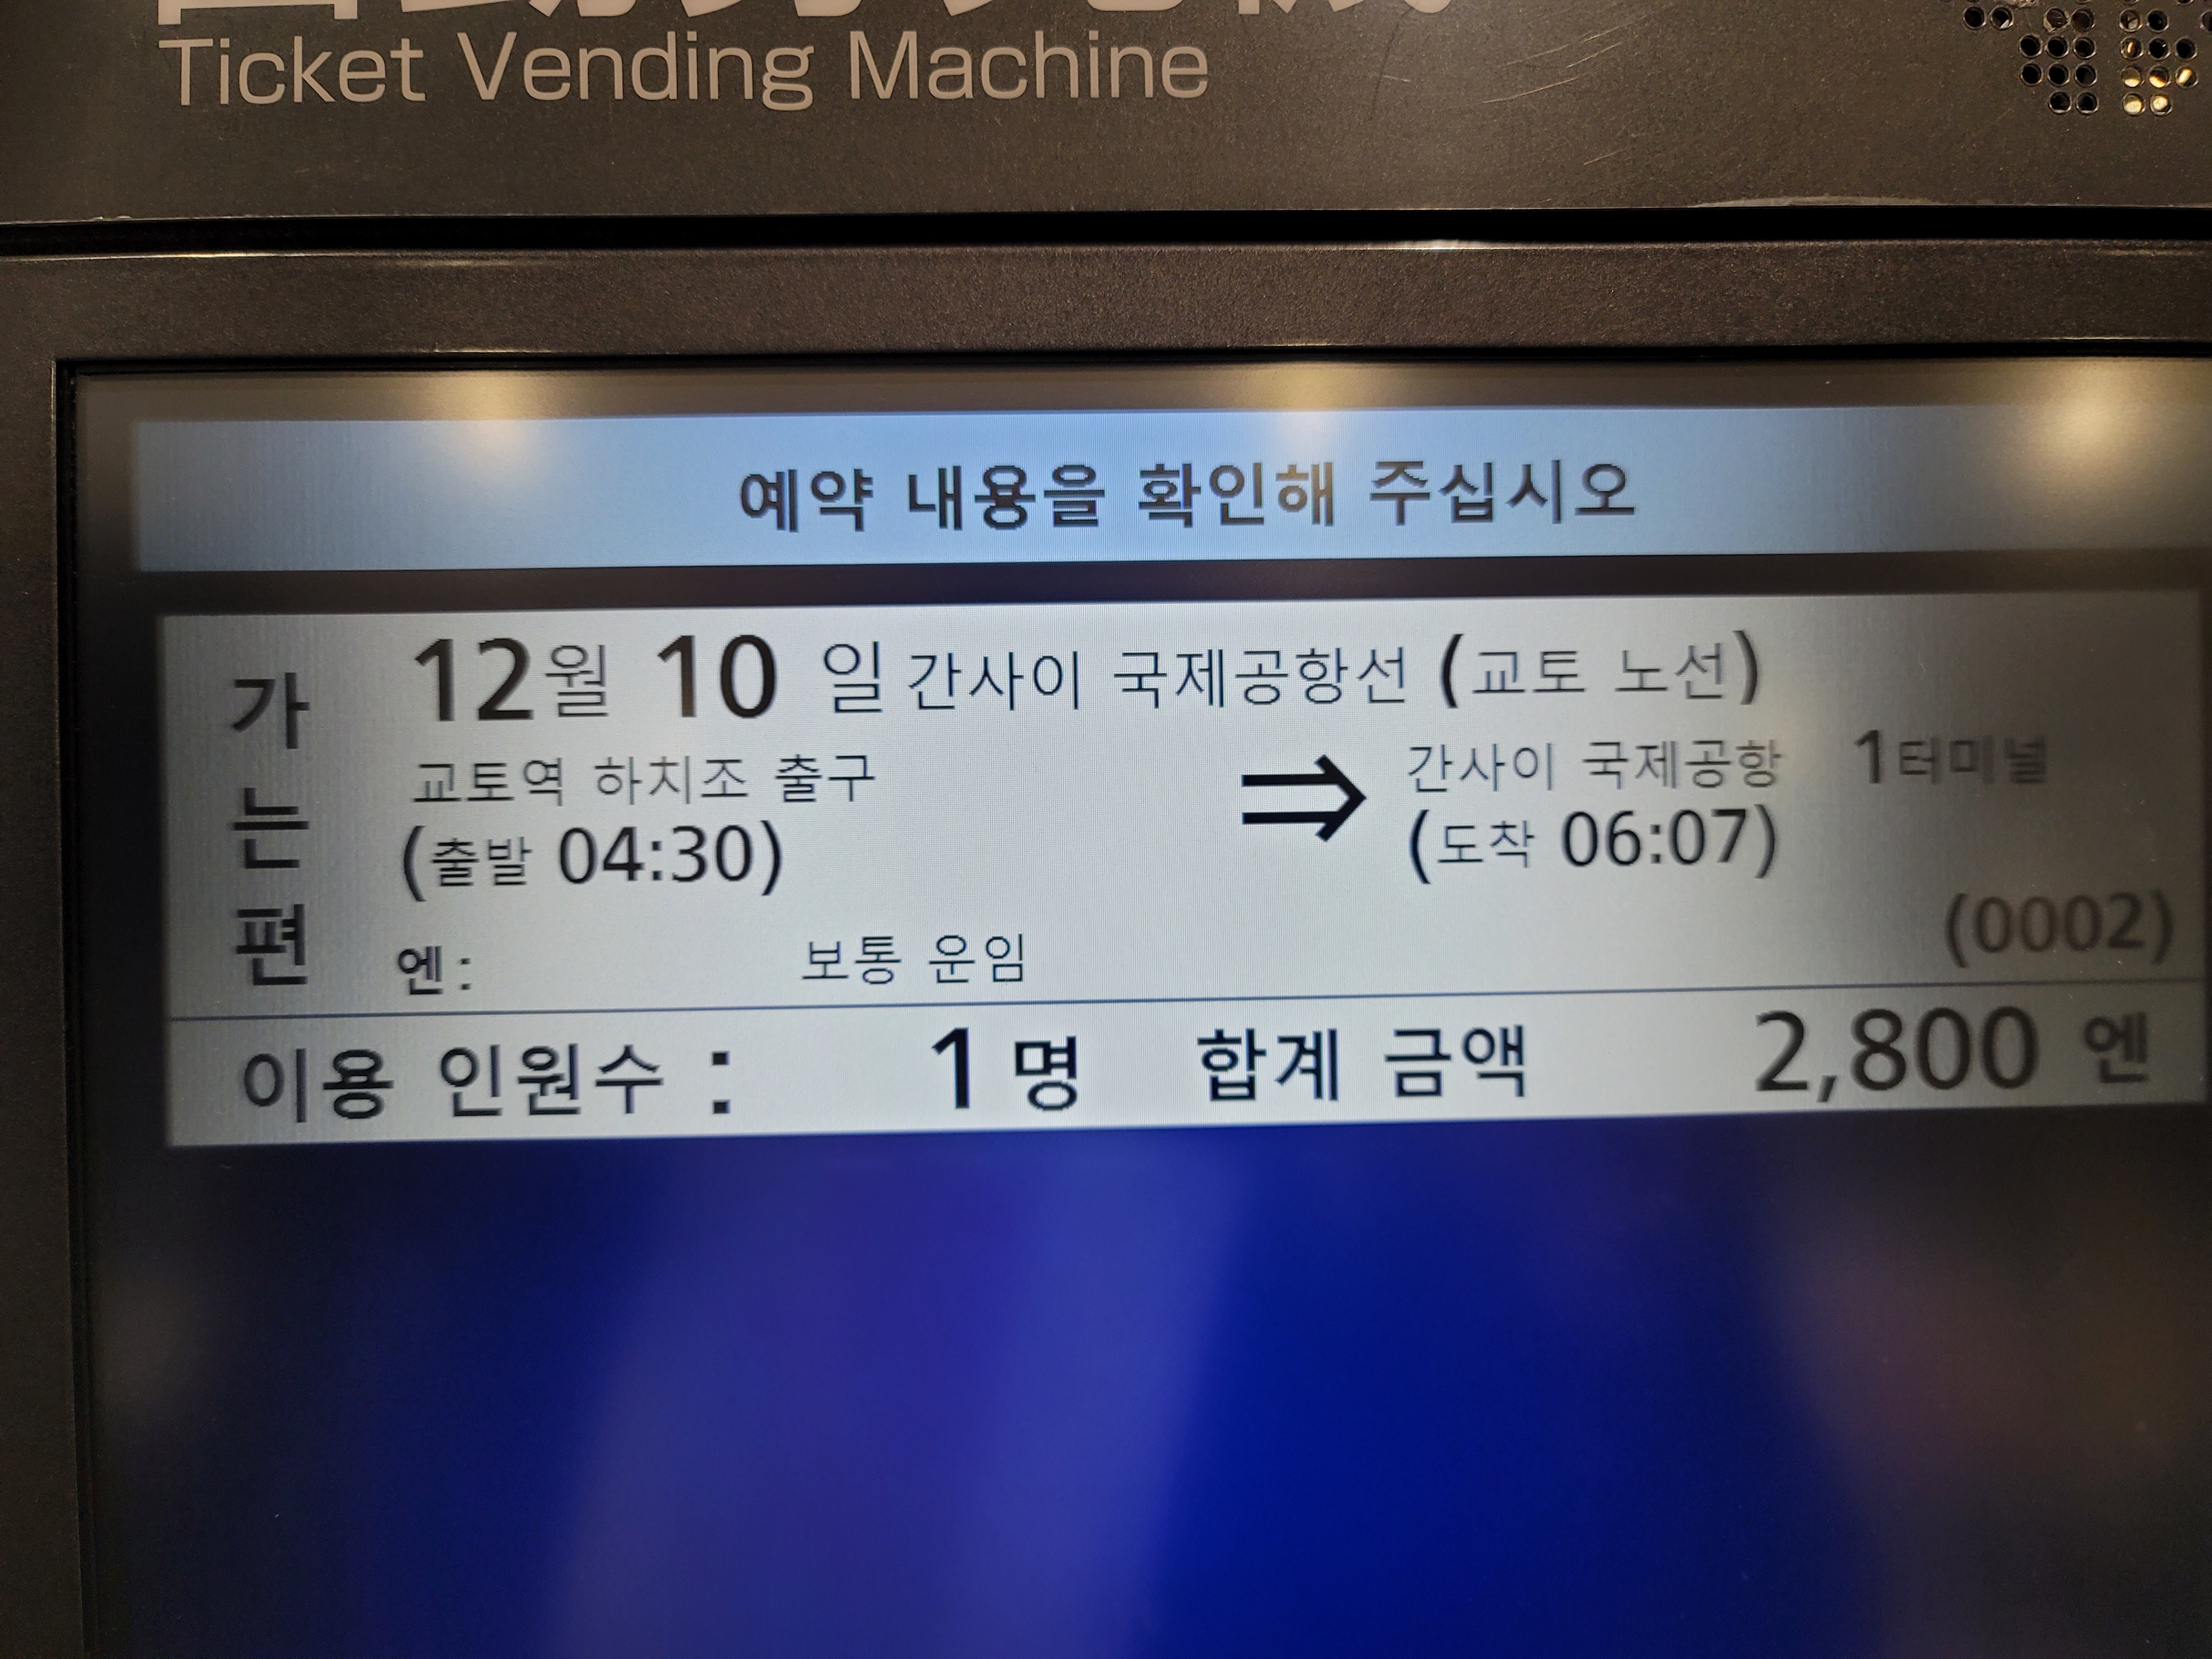 Ticket Vending Machine
예약 내용을 확인해 주십시오
가는편
12월 10 일 간사이 국제공항선 (교토 노선)
교토역 하치조 출구 ⇒ 간사이 국제공항 1터미널
(출발 04:30) (도착 06:07)
(0002)
엔: 보통 운임
이용 인원수 : 1 명 합계 금액 2,800 엔